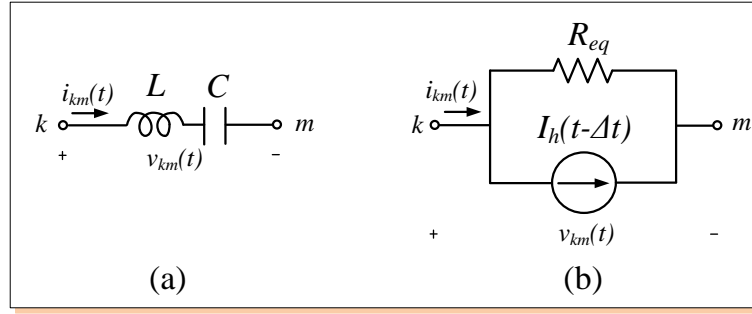 L C R_eq
i_km(t) i_km(t)
k m k I_h(t-Δt) m
+ v_km(t) −
+ v_km(t) −
(a) (b)